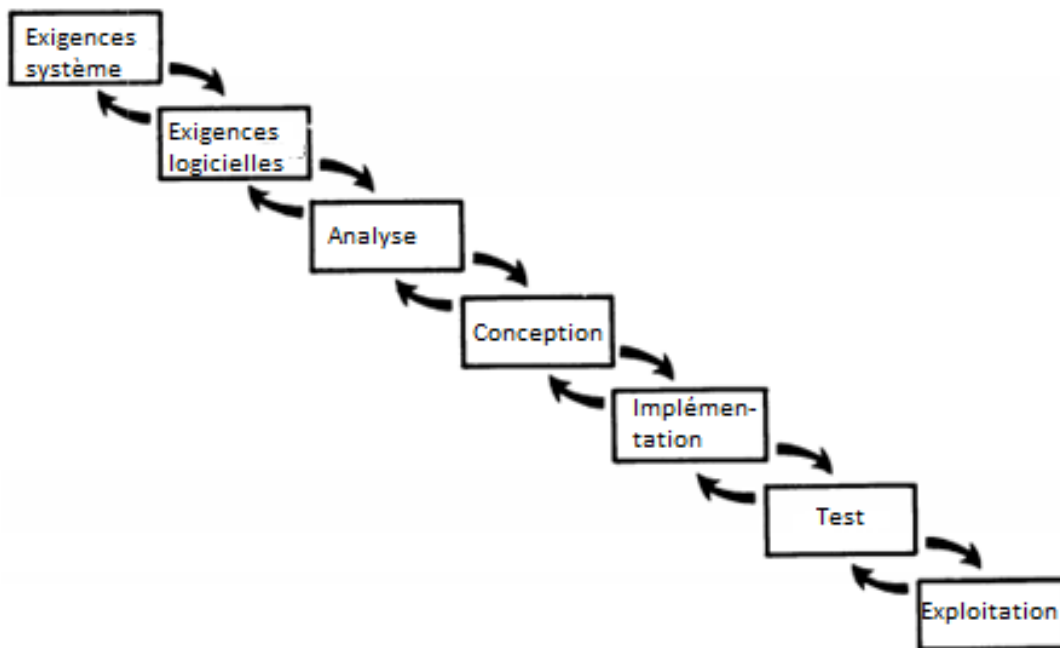 Exigences
système
Exigences
logicielles
Analyse
Conception
Implémen-
tation
Test
Exploitation